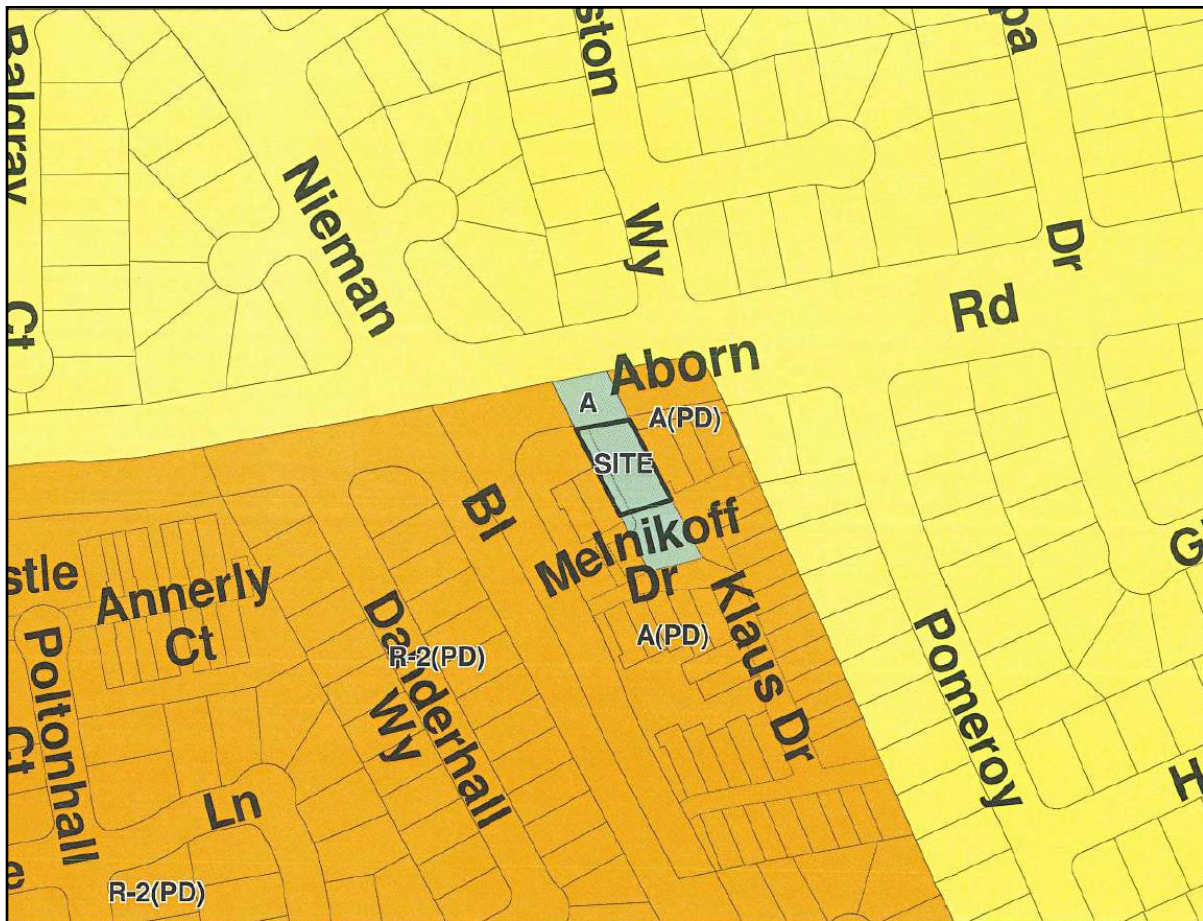 ston
pa
Balgray
Ct
Nieman
Wy
Dr
Rd
Aborn
A
A(PD)
SITE
Bl
Melnikoff
Dr
Klaus Dr
A(PD)
stle
Annerly
Ct
Danderhall
Wy
R-2(PD)
Poltonhall
Ct
Ln
R-2(PD)
Pomeroy
G
H